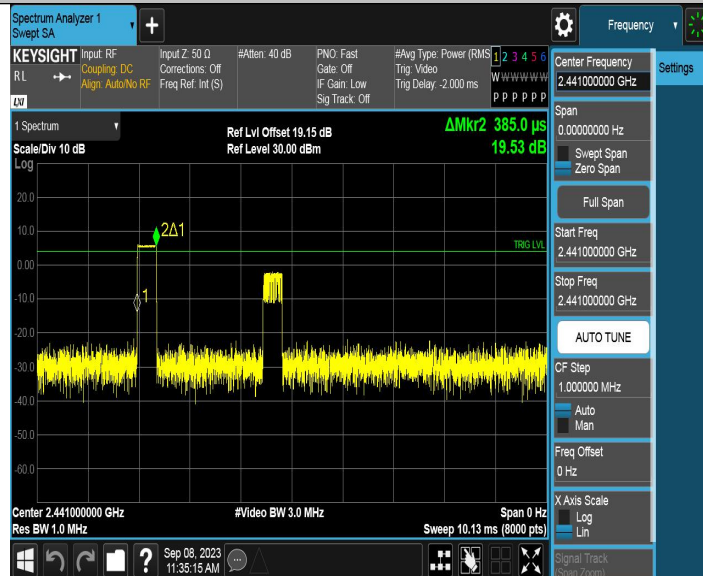 Spectrum Analyzer 1
Swept SA
+
Frequency
KEYSIGHT
RL
LXI
Input: RF
Coupling: DC
Align: Auto/No RF
Input Z: 50 Ω
Corrections: Off
Freq Ref: Int (S)
#Atten: 40 dB
PNO: Fast
Gate: Off
IF Gain: Low
Sig Track: Off
#Avg Type: Power (RMS
Trig: Video
Trig Delay: -2.000 ms
1 2 3 4 5 6
W W W W W W
P P P P P P
1 Spectrum
Scale/Div 10 dB
Log
Ref Lvl Offset 19.15 dB
Ref Level 30.00 dBm
ΔMkr2 385.0 µs
19.53 dB
20.0
10.0
0.00
-10.0
-20.0
-30.0
-40.0
-50.0
-60.0
2Δ1
1
TRIG LVL
Center 2.441000000 GHz
Res BW 1.0 MHz
#Video BW 3.0 MHz
Span 0 Hz
Sweep 10.13 ms (8000 pts)
?
Sep 08, 2023
11:35:15 AM
Center Frequency
2.441000000 GHz
Settings
Span
0.00000000 Hz
Swept Span
Zero Span
Full Span
Start Freq
2.441000000 GHz
Stop Freq
2.441000000 GHz
AUTO TUNE
CF Step
1.000000 MHz
Auto
Man
Freq Offset
0 Hz
X Axis Scale
Log
Lin
Signal Track
(Span Zoom)